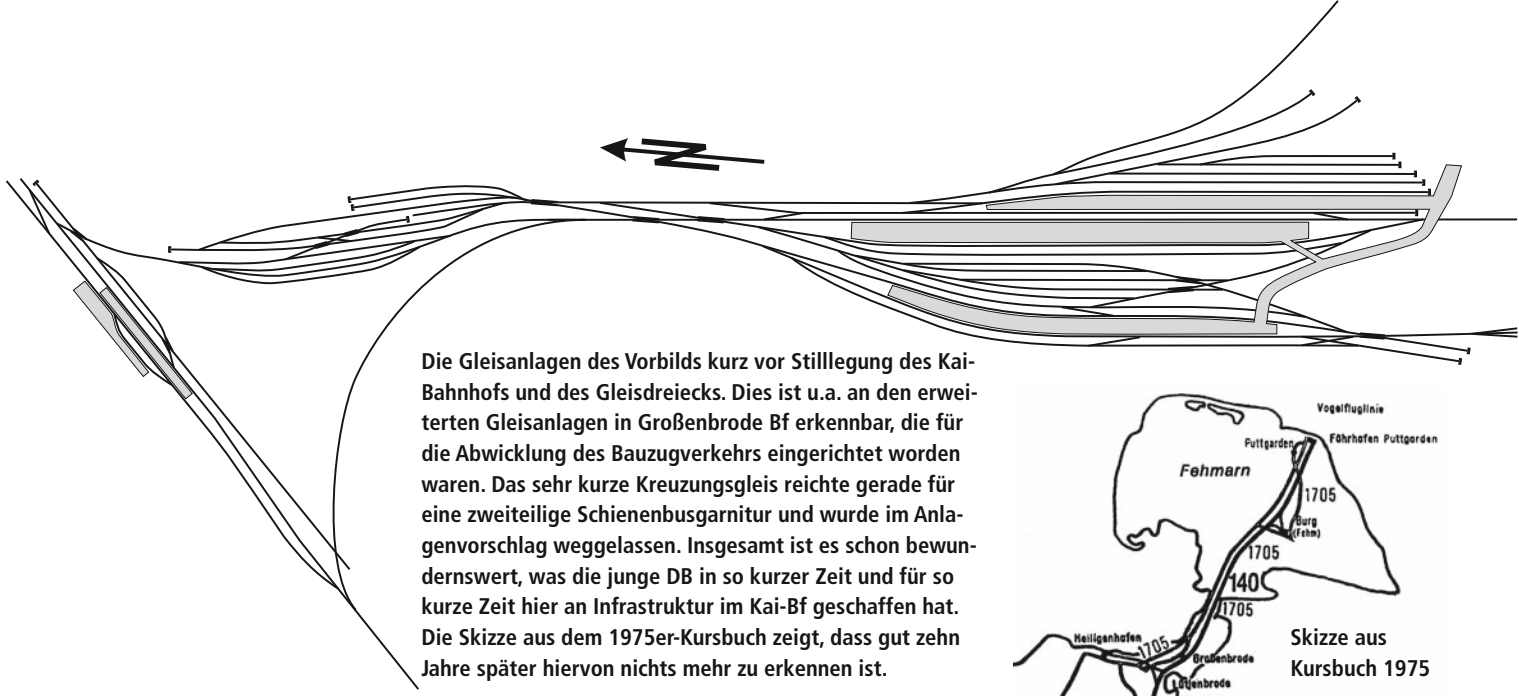 Die Gleisanlagen des Vorbilds kurz vor Stilllegung des Kai-
Bahnhofs und des Gleisdreiecks. Dies ist u.a. an den erwei-
terten Gleisanlagen in Großenbrode Bf erkennbar, die für
die Abwicklung des Bauzugverkehrs eingerichtet worden
waren. Das sehr kurze Kreuzungsgleis reichte gerade für
eine zweiteilige Schienenbusgarnitur und wurde im Anla-
genvorschlag weggelassen. Insgesamt ist es schon bewun-
dernswert, was die junge DB in so kurzer Zeit und für so
kurze Zeit hier an Infrastruktur im Kai-Bf geschaffen hat.
Die Skizze aus dem 1975er-Kursbuch zeigt, dass gut zehn
Jahre später hiervon nichts mehr zu erkennen ist.
Vogelfluglinie
Puttgarden
Fährhafen Puttgarden
Fehmarn
1705
Burg
(Fehm)
1705
140
1705
Heiligenhafen
1705
Großenbrode
Lütjenbrode
Skizze aus
Kursbuch 1975